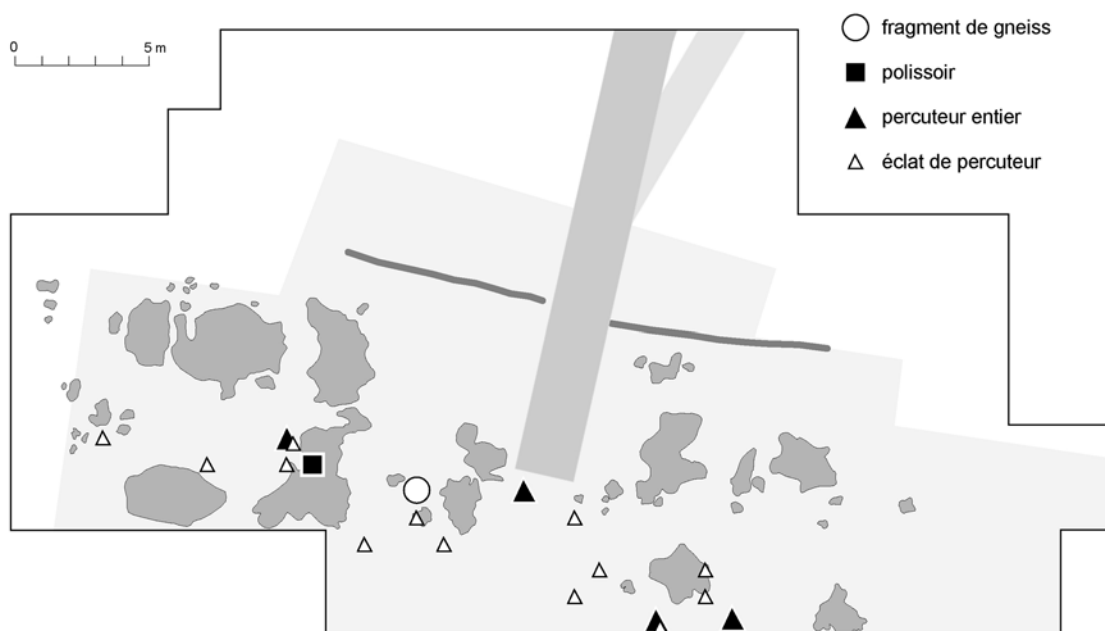 0 5 m
fragment de gneiss
polissoir
percuteur entier
éclat de percuteur